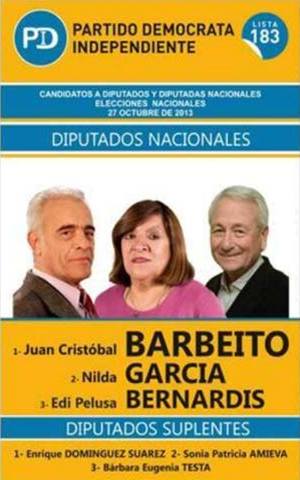 PD PARTIDO DEMOCRATA
INDEPENDIENTE
LISTA
183
CANDIDATOS A DIPUTADOS Y DIPUTADAS NACIONALES
ELECCIONES NACIONALES
27 OCTUBRE DE 2013
DIPUTADOS NACIONALES
1- Juan Cristóbal BARBEITO
2- Nilda GARCIA
3- Edi Pelusa BERNARDIS
DIPUTADOS SUPLENTES
1- Enrique DOMINGUEZ SUAREZ 2- Sonia Patricia AMIEVA
3- Bárbara Eugenia TESTA